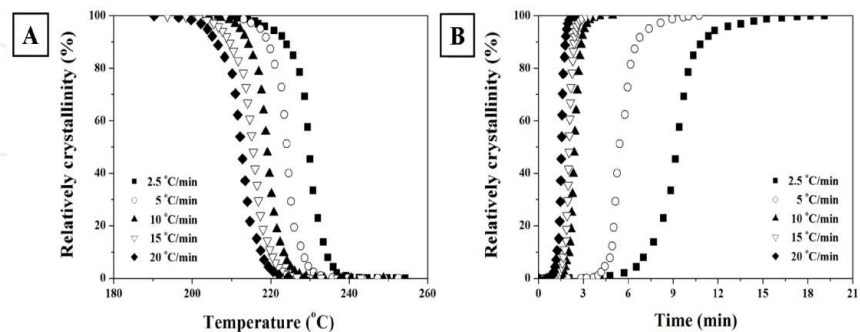 A
Relatively crystallinity (%)
100
80
60
40
20
0
2.5 °C/min
5 °C/min
10 °C/min
15 °C/min
20 °C/min
180
200
220
240
260
Temperature (°C)
B
Relatively crystallinity (%)
100
80
60
40
20
0
2.5 °C/min
5 °C/min
10 °C/min
15 °C/min
20 °C/min
0
3
6
9
12
15
18
21
Time (min)